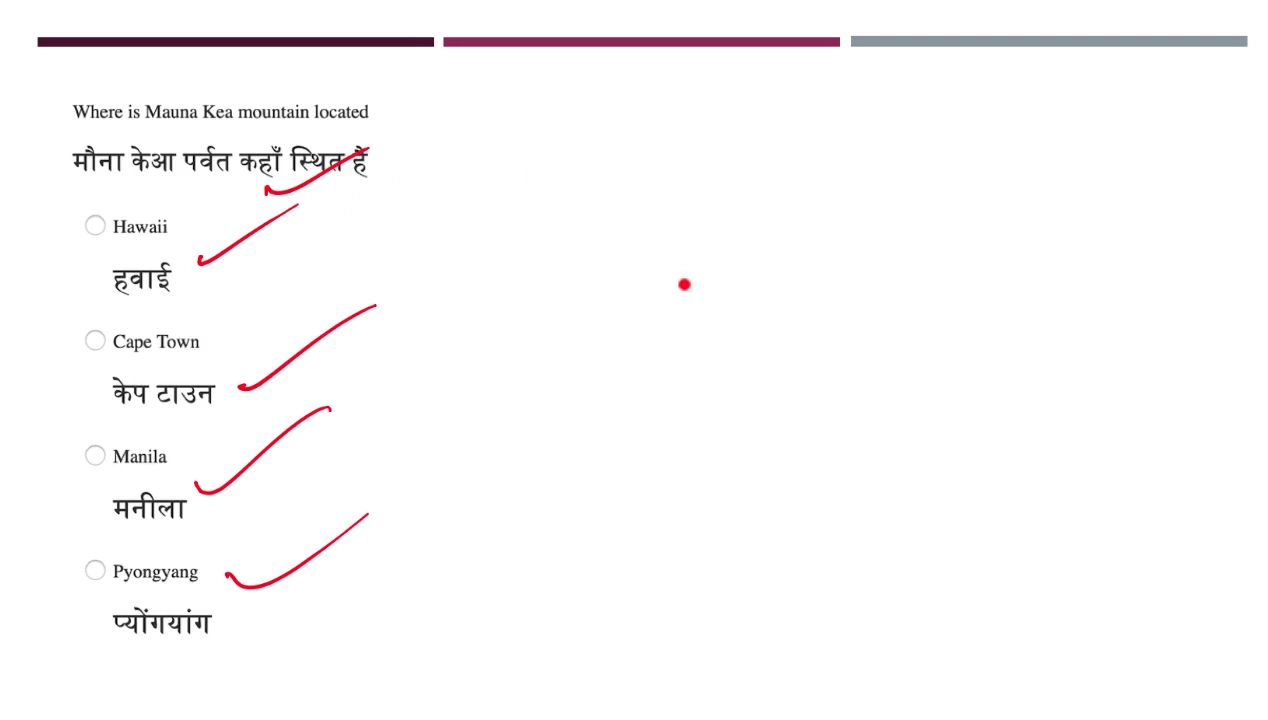 Where is Mauna Kea mountain located
मौना केआ पर्वत कहाँ स्थित है
Hawaii
हवाई
Cape Town
केप टाउन
Manila
मनीला
Pyongyang
प्योंगयांग